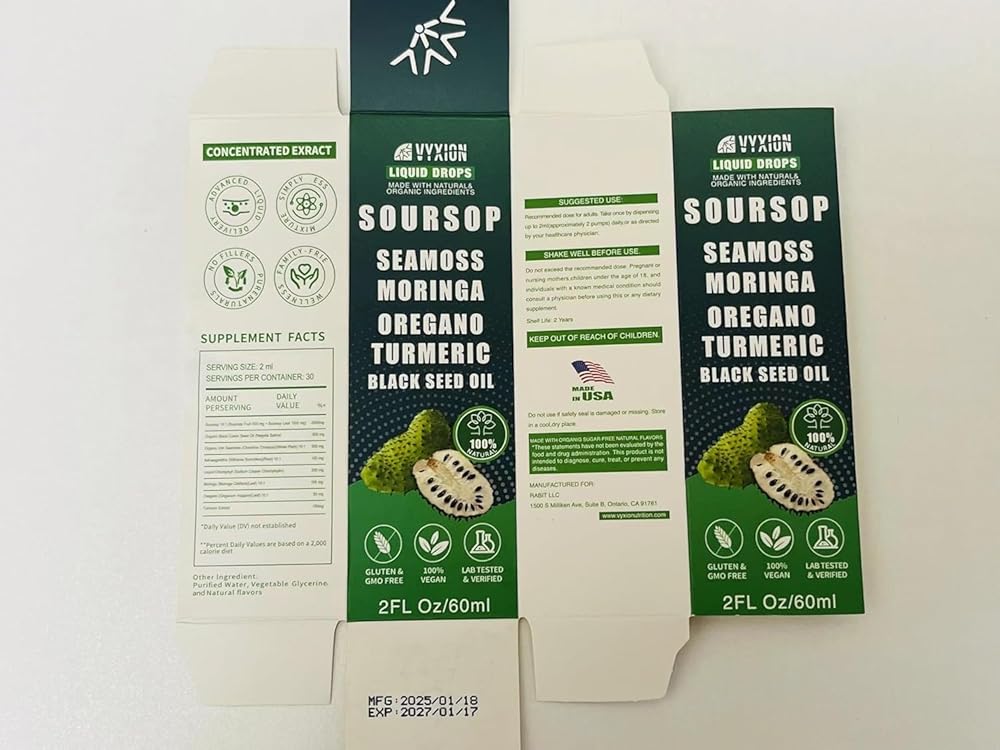 CONCENTRATED EXRACT
ADVANCED LIQUID DELIVERY
SIMPLY ESS MIXTURE
NO FILLERS PURENATURALS
FAMILY-FRIE WELLNESS
SUPPLEMENT FACTS
SERVING SIZE: 2 ml
SERVINGS PER CONTAINER: 30
AMOUNT PERSERVING
DAILY VALUE
*Daily Value (DV) not established
**Percent Daily Values are based on a 2,000
calorie diet
Other Ingredient:
Purified Water, Vegetable Glycerine.
and Natural flavors
VYXION
LIQUID DROPS
MADE WITH NATURAL&
ORGANIC INGREDIENTS
SOURSOP
SEAMOSS
MORINGA
OREGANO
TURMERIC
BLACK SEED OIL
100%
NATURAL
GLUTEN &
GMO FREE
100%
VEGAN
LAB TESTED
& VERIFIED
2FL Oz/60ml
MFG:2025/01/18
EXP:2027/01/17
SUGGESTED USE:
Recommended dose for adults. Take once by dispensing
up to 2ml(approximately 2 pumps) daily,or as directed
by your healthcare physician.
SHAKE WELL BEFORE USE.
Do not exceed the recommended dose. Pregnant or
nursing mothers,children under the age of 18, and
individuals with a known medical condition should
consult a physician before using this or any dietary
supplement.
Shelf Life: 2 Years
KEEP OUT OF REACH OF CHILDREN.
MADE
IN USA
Do not use if safety seal is damaged or missing. Store
in a cool,dry place.
MADE WITH ORGANIG SUGAR-FREE NATURAL FLAVORS
*These statements have not been evaluated by the
food and drug administration. This product is not
intended to diagnose, cure, treat, or prevent any
diseases.
MANUFACTURED FOR:
RABIT LLC
1500 S Milliken Ave, Suite B, Ontario, CA 91761
www.vyxionutrition.com
VYXION
LIQUID DROPS
MADE WITH NATURAL&
ORGANIC INGREDIENTS
SOURSOP
SEAMOSS
MORINGA
OREGANO
TURMERIC
BLACK SEED OIL
100%
NATURAL
GLUTEN &
GMO FREE
100%
VEGAN
LAB TESTED
& VERIFIED
2FL Oz/60ml